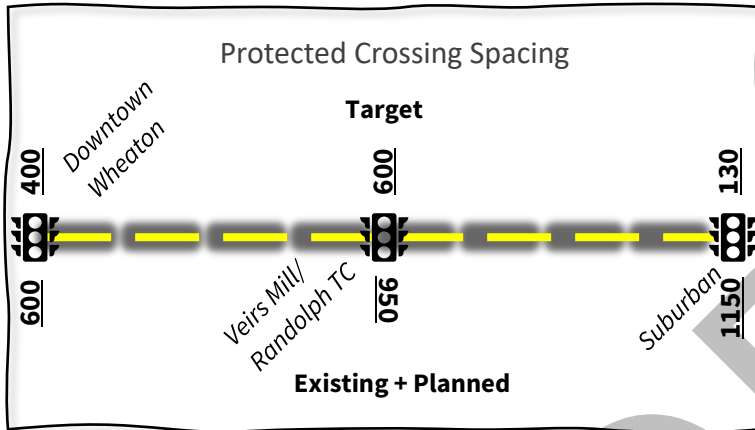 Protected Crossing Spacing
Target
Downtown
Wheaton
400
600
130
600
950
1150
Veirs Mill/
Randolph TC
Suburban
Existing + Planned